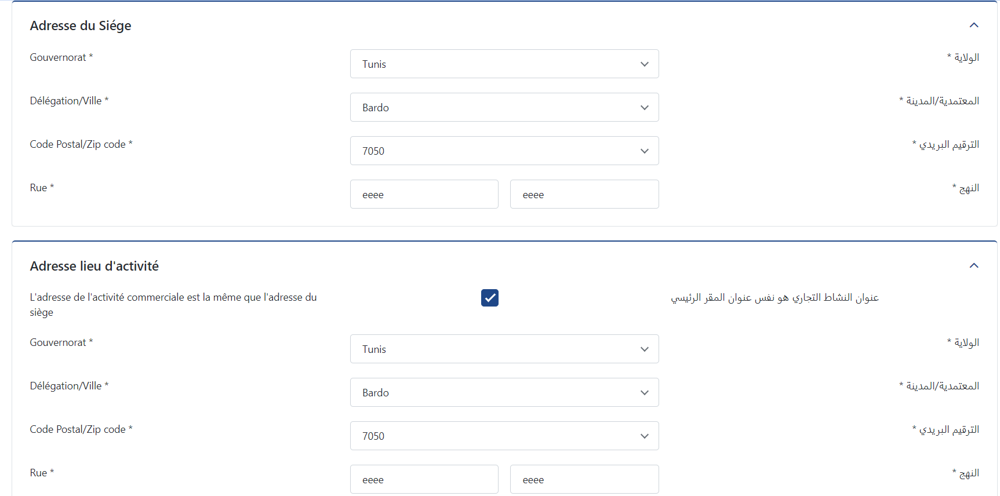 Adresse du Siége
Gouvernorat *
Tunis
الولاية *
Délégation/Ville *
Bardo
المعتمدية/المدينة *
Code Postal/Zip code *
7050
الترقيم البريدي *
Rue *
eeee
eeee
النهج *
Adresse lieu d'activité
L'adresse de l'activité commerciale est la même que l'adresse du
siège
عنوان النشاط التجاري هو نفس عنوان المقر الرئيسي
Gouvernorat *
Tunis
الولاية *
Délégation/Ville *
Bardo
المعتمدية/المدينة *
Code Postal/Zip code *
7050
الترقيم البريدي *
Rue *
eeee
eeee
النهج *